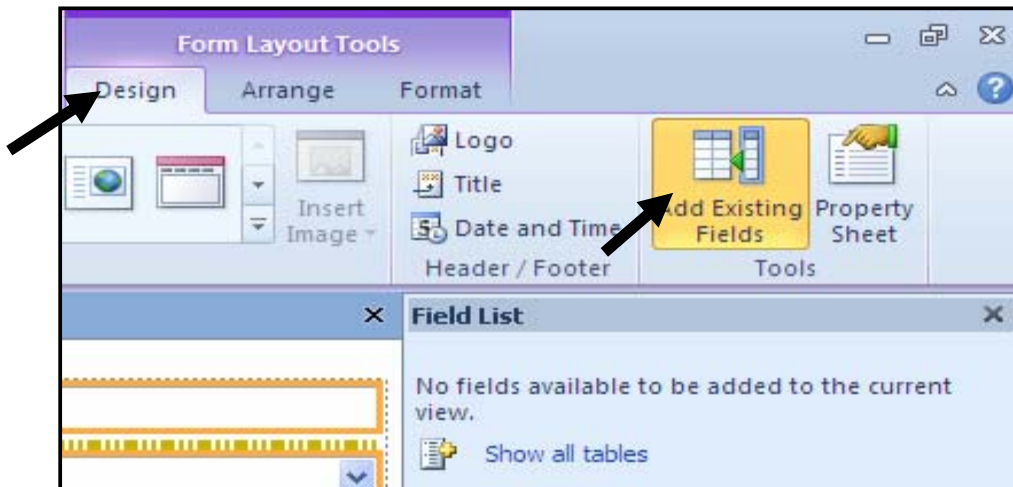 Form Layout Tools
Design Arrange Format
Logo
Title
Date and Time
Header / Footer
Insert
Image
Add Existing
Fields
Property
Sheet
Tools
Field List
No fields available to be added to the current
view.
Show all tables